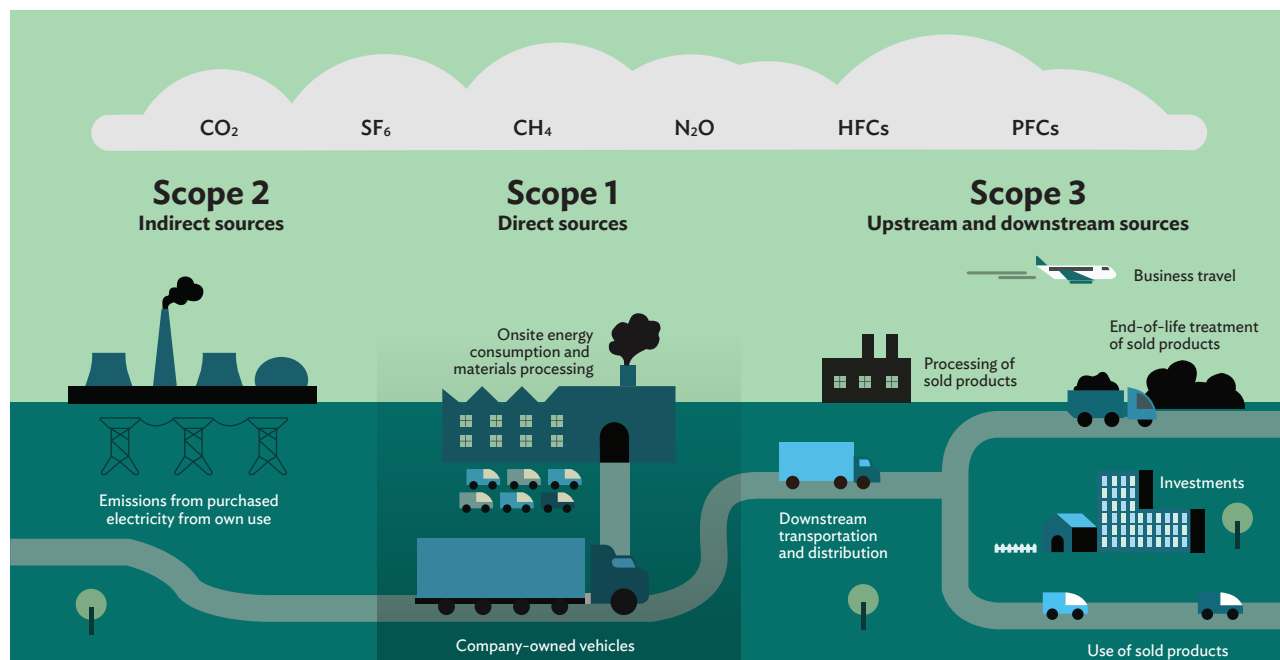 CO₂ SF₆ CH₄ N₂O HFCs PFCs
Scope 2
Indirect sources
Scope 1
Direct sources
Scope 3
Upstream and downstream sources
Business travel
End-of-life treatment
of sold products
Onsite energy
consumption and
materials processing
Processing of
sold products
Emissions from purchased
electricity from own use
Investments
Downstream
transportation
and distribution
Company-owned vehicles
Use of sold products